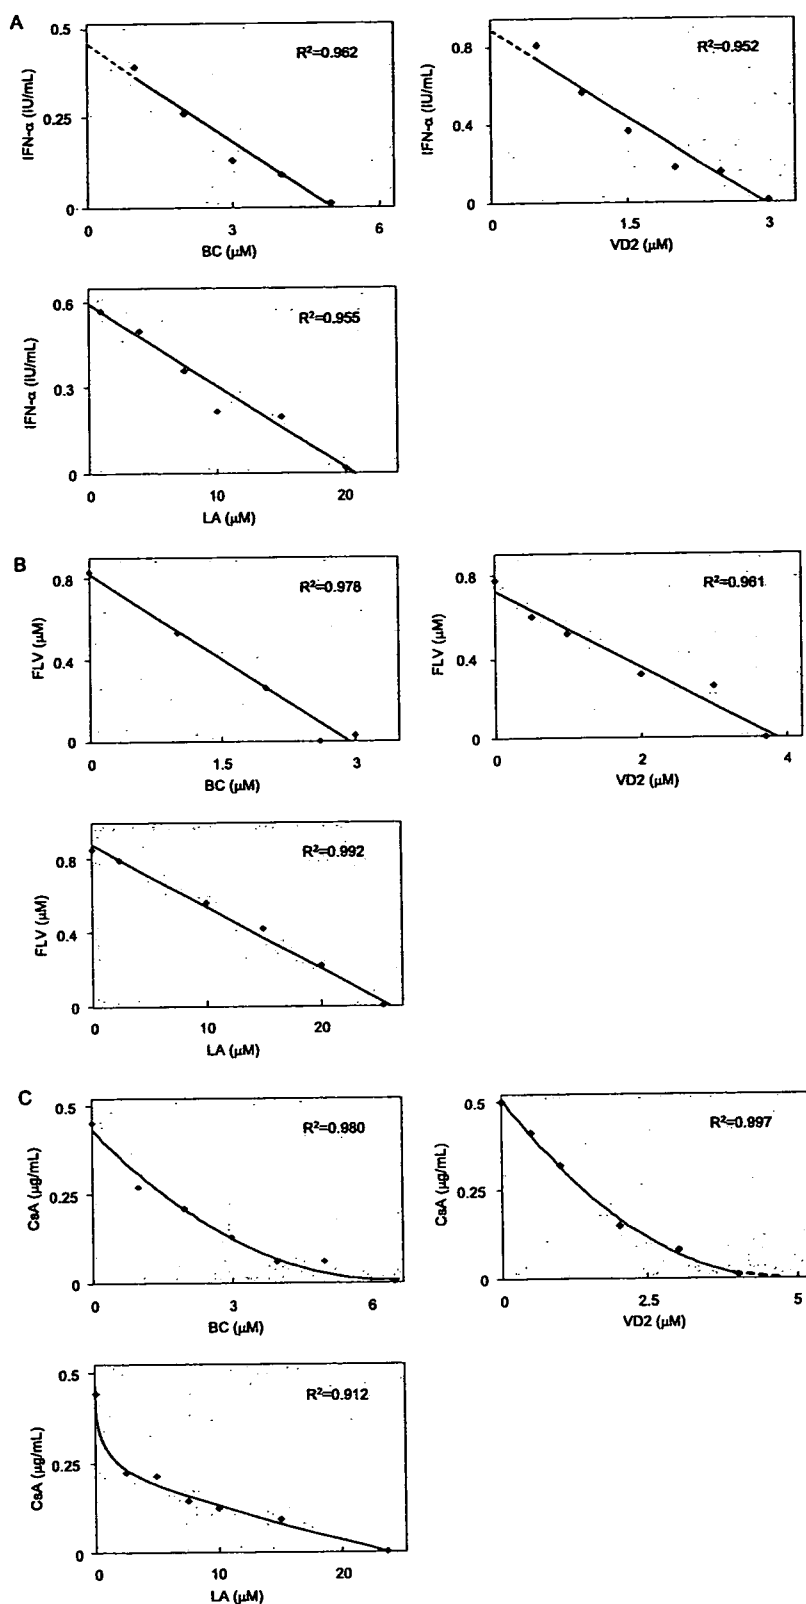 A
R²=0.962
IFN-α (IU/mL)
0.5
0.25
0
0 3 6
BC (μM)
R²=0.952
IFN-α (IU/mL)
0.8
0.4
0
0 1.5 3
VD2 (μM)
R²=0.955
IFN-α (IU/mL)
0.6
0.3
0
0 10 20
LA (μM)
B
R²=0.978
FLV (μM)
0.8
0.4
0
0 1.5 3
BC (μM)
R²=0.961
FLV (μM)
0.8
0.4
0
0 2 4
VD2 (μM)
R²=0.992
FLV (μM)
0.8
0.4
0
0 10 20
LA (μM)
C
R²=0.980
CsA (μg/mL)
0.5
0.25
0
0 3 6
BC (μM)
R²=0.997
CsA (μg/mL)
0.5
0.25
0
0 2.5 5
VD2 (μM)
R²=0.912
CsA (μg/mL)
0.5
0.25
0
0 10 20
LA (μM)